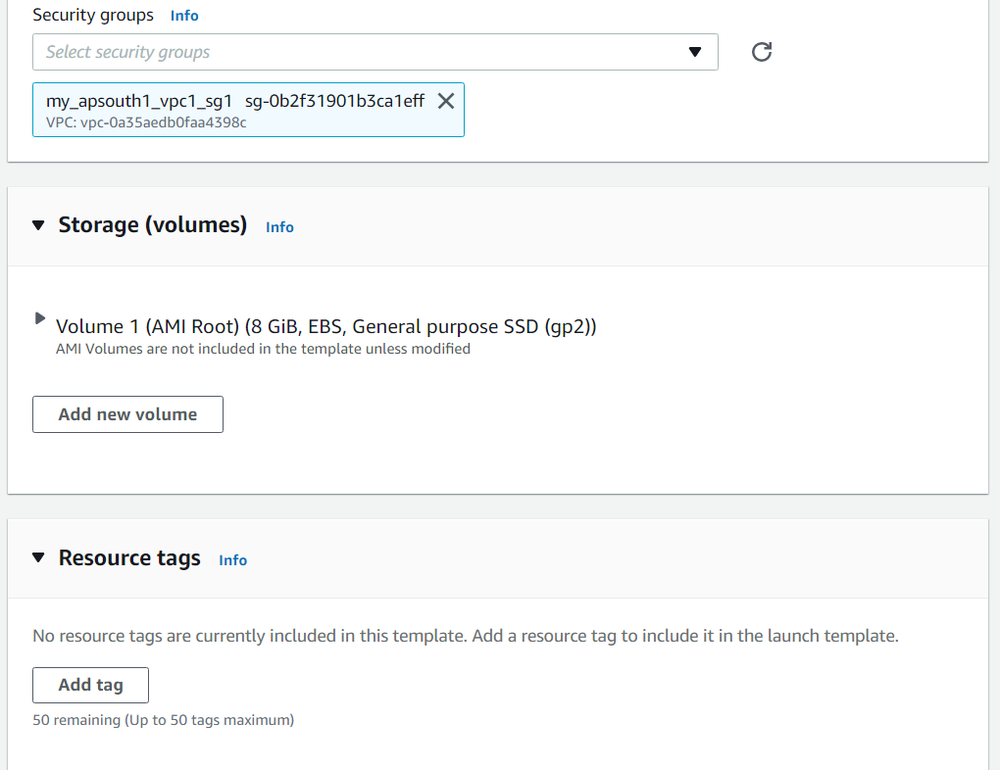 Security groups Info
Select security groups
my_apsouth1_vpc1_sg1 sg-0b2f31901b3ca1eff
VPC: vpc-0a35aedb0faa4398c
Storage (volumes) Info
Volume 1 (AMI Root) (8 GiB, EBS, General purpose SSD (gp2))
AMI Volumes are not included in the template unless modified
Add new volume
Resource tags Info
No resource tags are currently included in this template. Add a resource tag to include it in the launch template.
Add tag
50 remaining (Up to 50 tags maximum)